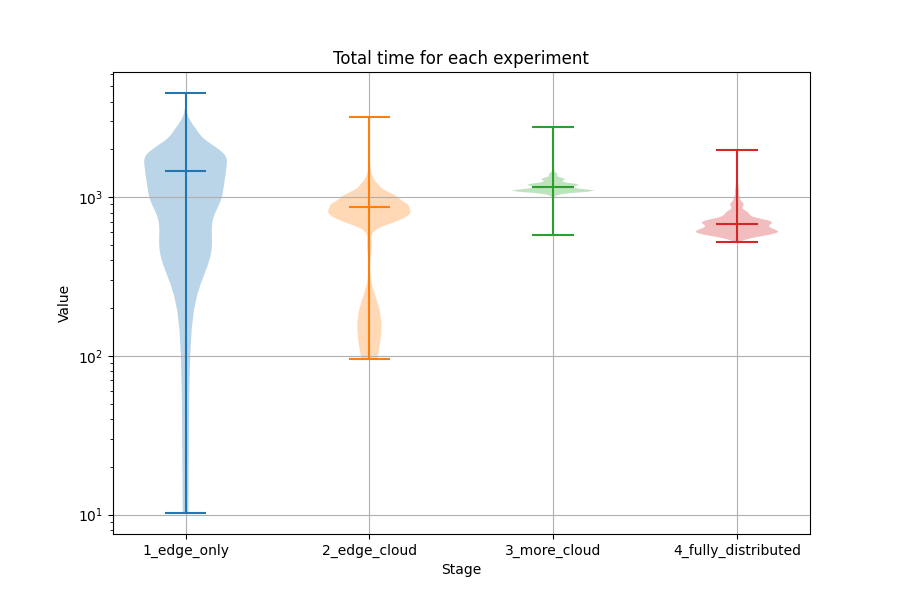 Total time for each experiment
Value
10³
10²
10¹
1_edge_only
2_edge_cloud
3_more_cloud
4_fully_distributed
Stage